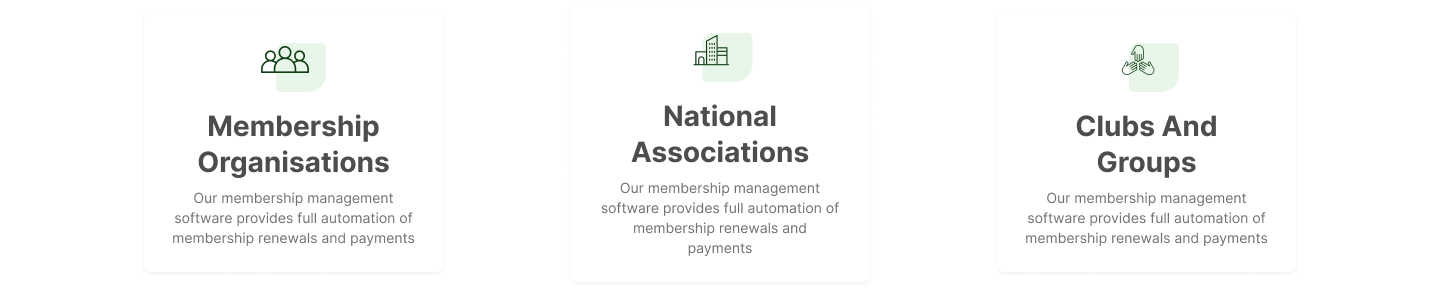 Membership
Organisations
Our membership management
software provides full automation of
membership renewals and payments
National
Associations
Our membership management
software provides full automation of
membership renewals and
payments
Clubs And
Groups
Our membership management
software provides full automation of
membership renewals and payments